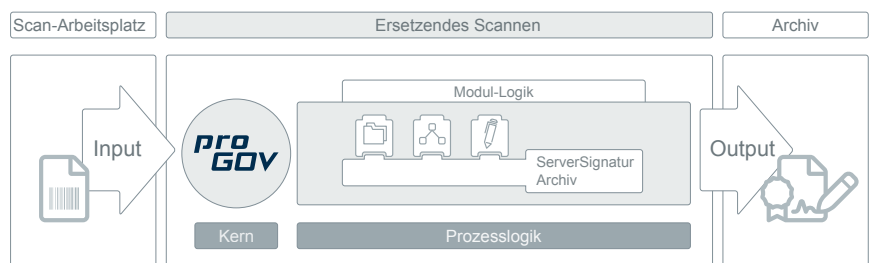 Scan-Arbeitsplatz
Ersetzendes Scannen
Archiv
Modul-Logik
Input
pro
GOV
ServerSignatur
Archiv
Output
Kern
Prozesslogik